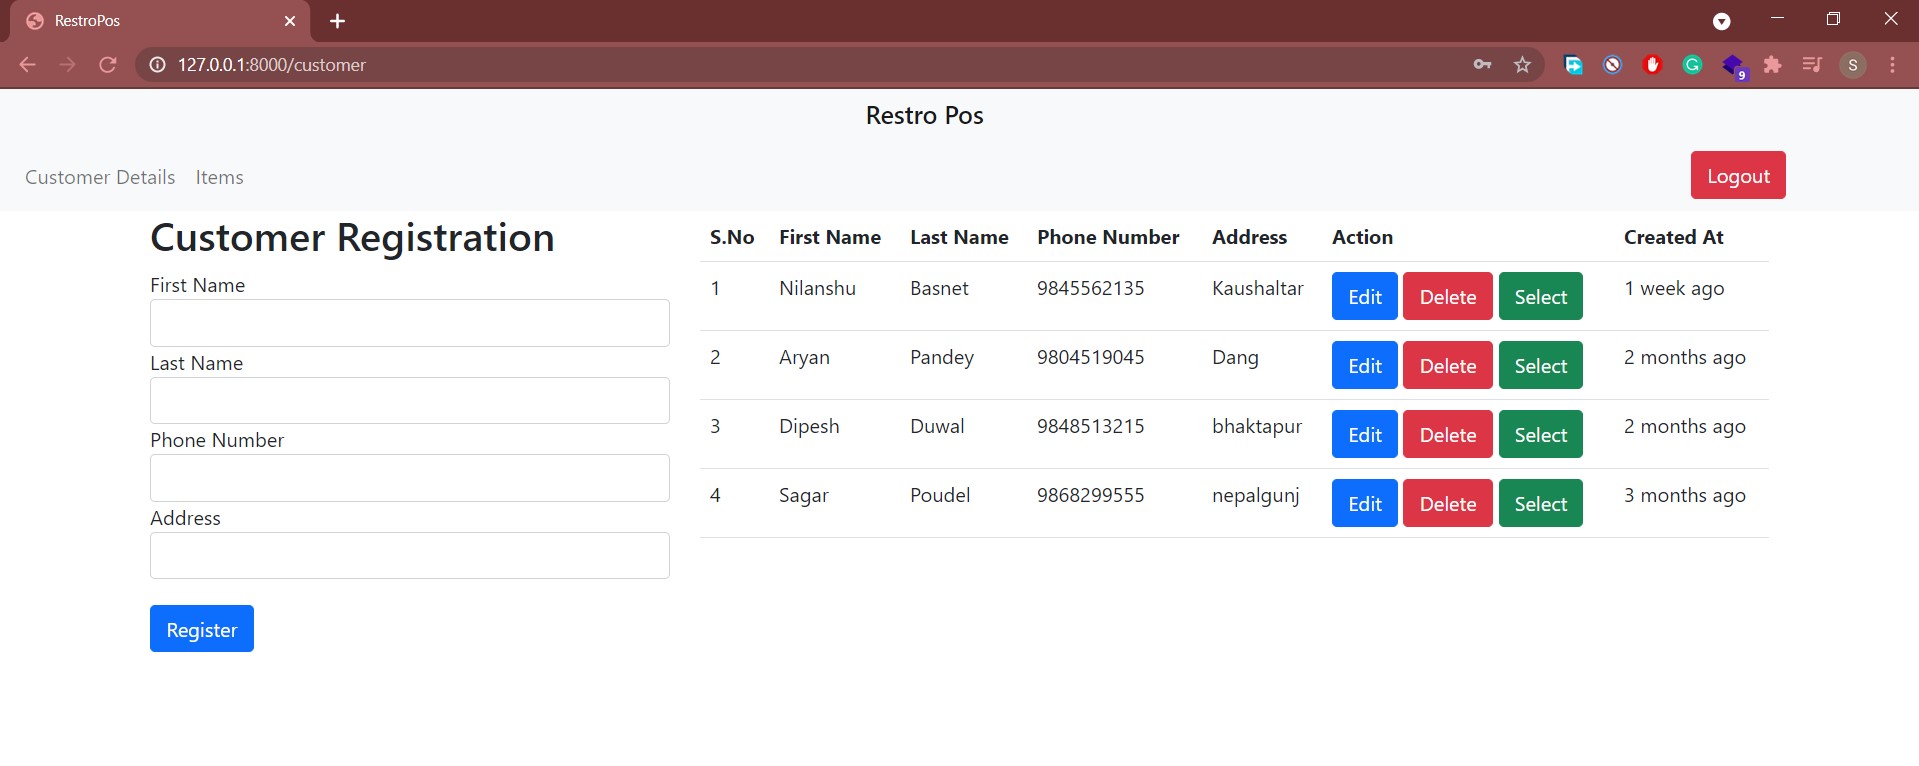 RestroPos
127.0.0.1:8000/customer
9
S
Restro Pos
Customer Details Items Logout
Customer Registration
First Name
Last Name
Phone Number
Address
Register
S.No First Name Last Name Phone Number Address Action Created At
1 Nilanshu Basnet 9845562135 Kaushaltar Edit Delete Select 1 week ago
2 Aryan Pandey 9804519045 Dang Edit Delete Select 2 months ago
3 Dipesh Duwal 9848513215 bhaktapur Edit Delete Select 2 months ago
4 Sagar Poudel 9868299555 nepalgunj Edit Delete Select 3 months ago